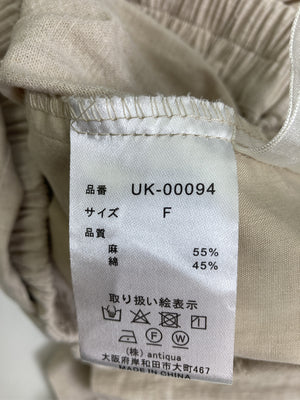 品番 UK-00094
サイズ F
品質
麻 55%
綿 45%
取り扱い絵表示
(株) antiqua
大阪府岸和田市大町467
MADE IN CHINA